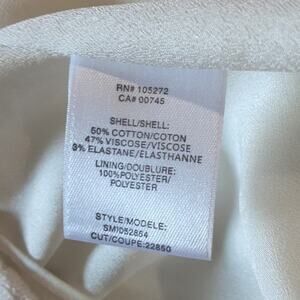 RN# 105272
CA# 00745
SHELL/SHELL:
50% COTTON/COTON
47% VISCOSE/VISCOSE
3% ELASTANE/ELASTHANNE
LINING/DOUBLURE:
100%POLYESTER/
POLYESTER
STYLE/MODELE:
SM1052854
CUT/COUPE:22850